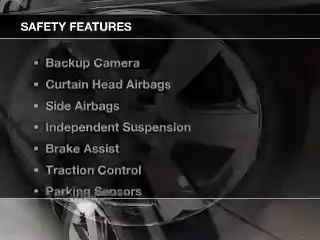 SAFETY FEATURES
• Backup Camera
• Curtain Head Airbags
• Side Airbags
• Independent Suspension
• Brake Assist
• Traction Control
• Parking Sensors